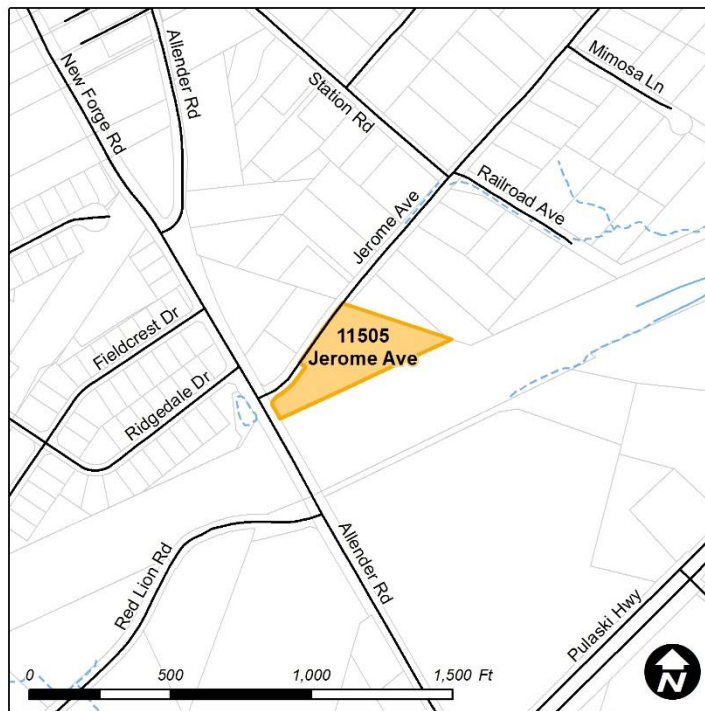 New Forge Rd
Allender Rd
Station Rd
Mimosa Ln
Railroad Ave
Jerome Ave
Fieldcrest Dr
Ridgedale Dr
11505
Jerome Ave
Red Lion Rd
Allender Rd
Pulaski Hwy
0 500 1,000 1,500 Ft
N